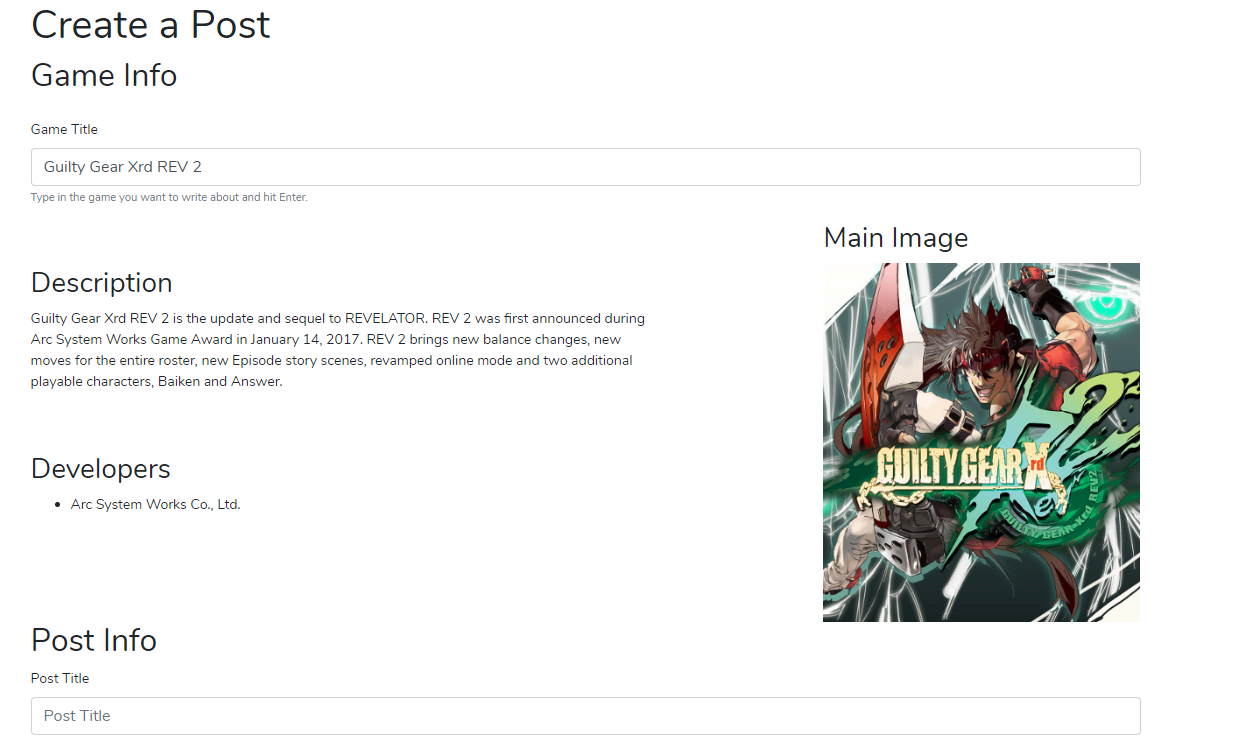 Create a Post
Game Info
Game Title
Guilty Gear Xrd REV 2
Type in the game you want to write about and hit Enter.
Main Image
Description
Guilty Gear Xrd REV 2 is the update and sequel to REVELATOR. REV 2 was first announced during
Arc System Works Game Award in January 14, 2017. REV 2 brings new balance changes, new
moves for the entire roster, new Episode story scenes, revamped online mode and two additional
playable characters, Baiken and Answer.
GUILTY GEAR Xrd
Rev 2
GUILTY GEAR Xrd REV2
Developers
Arc System Works Co., Ltd.
Post Info
Post Title
Post Title